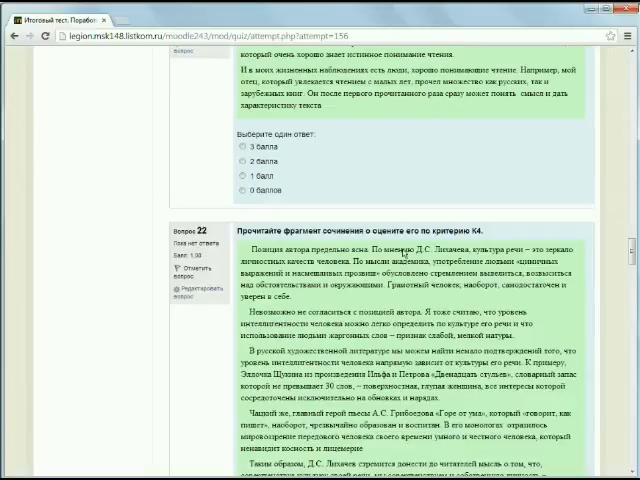 Итоговый тест. Поработ
legion.msk148.listkom.ru/moodle243/mod/quiz/attempt.php?attempt=156
вопрос
который очень хорошо знает истинное понимание чтения.
И в моих жизненных наблюдениях есть люди, хорошо понимающие чтение. Например, мой
отец, который увлекается чтением с малых лет, прочел множество как русских, так и
зарубежных книг. Он после первого прочитанного раза сразу может понять смысл и дать
характеристику текста
Выберите один ответ:
3 балла
2 балла
1 балл
0 баллов
Вопрос 22
Пока нет ответа
Балл: 1,00
Отметить
вопрос
Редактировать
вопрос
Прочитайте фрагмент сочинения о оцените его по критерию К4.
Позиция автора предельно ясна. По мнению Д.С. Лихачева, культура речи – это зеркало
личностных качеств человека. По мысли академика, употребление людьми «циничных
выражений и насмешливых прозвищ» обусловлено стремлением выделиться, возвыситься
над обстоятельствами и окружающими. Грамотный человек, наоборот, самодостаточен и
уверен в себе.
Невозможно не согласиться с позицией автора. Я тоже считаю, что уровень
интеллигентности человека можно легко определить по культуре его речи и что
использование людьми жаргонных слов – признак слабой, мелкой натуры.
В русской художественной литературе мы можем найти немало подтверждений того, что
уровень интеллигентности человека напрямую зависит от культуры его речи. К примеру,
Эллочка Щукина из произведения Ильфа и Петрова «Двенадцать стульев», словарный запас
которой не превышает 30 слов, – поверхностная, глупая женщина, все интересы которой
сосредоточены исключительно на обновках и нарядах.
Чацкий же, главный герой пьесы А.С. Грибоедова «Горе от ума», который «говорит, как
пишет», наоборот, чрезвычайно образован и воспитан. В его монологах отразилось
мировоззрение передового человека своего времени умного и честного человека, который
ненавидит косность и лицемерие
Таким образом, Д.С. Лихачев стремится донести до читателей мысль о том, что,